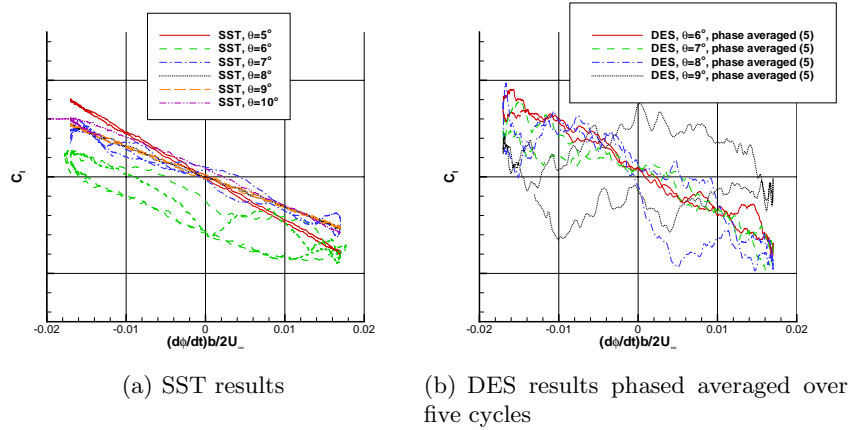 SST, θ=5°
SST, θ=6°
SST, θ=7°
SST, θ=8°
SST, θ=9°
SST, θ=10°
C_l
-0.02 -0.01 0 0.01 0.02
(dϕ/dt)b/2U_∞
(a) SST results
DES, θ=6°, phase averaged (5)
DES, θ=7°, phase averaged (5)
DES, θ=8°, phase averaged (5)
DES, θ=9°, phase averaged (5)
C_l
-0.02 -0.01 0 0.01 0.02
(dϕ/dt)b/2U_∞
(b) DES results phased averaged over
five cycles